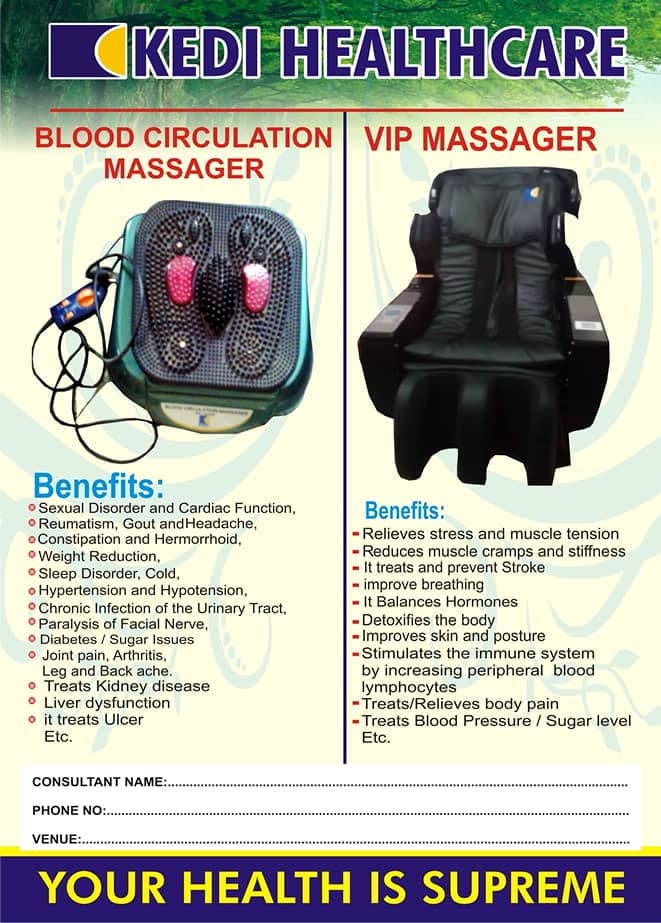 KEDI HEALTHCARE
BLOOD CIRCULATION
MASSAGER
BLOOD CIRCULATION MASSAGER
Benefits:
Sexual Disorder and Cardiac Function,
Reumatism, Gout andHeadache,
Constipation and Hemorrhoid,
Weight Reduction,
Sleep Disorder, Cold,
Hypertension and Hypotension,
Chronic Infection of the Urinary Tract,
Paralysis of Facial Nerve,
Diabetes / Sugar Issues
Joint pain, Arthritis,
Leg and Back ache.
Treats Kidney disease
Liver dysfunction
it treats Ulcer
Etc.
VIP MASSAGER
Benefits:
-Relieves stress and muscle tension
-Reduces muscle cramps and stiffness
-It treats and prevent Stroke
-improve breathing
-It Balances Hormones
-Detoxifies the body
-Improves skin and posture
-Stimulates the immune system
by increasing peripheral blood
lymphocytes
-Treats/Relieves body pain
-Treats Blood Pressure / Sugar level
Etc.
CONSULTANT NAME:
PHONE NO:
VENUE:
YOUR HEALTH IS SUPREME